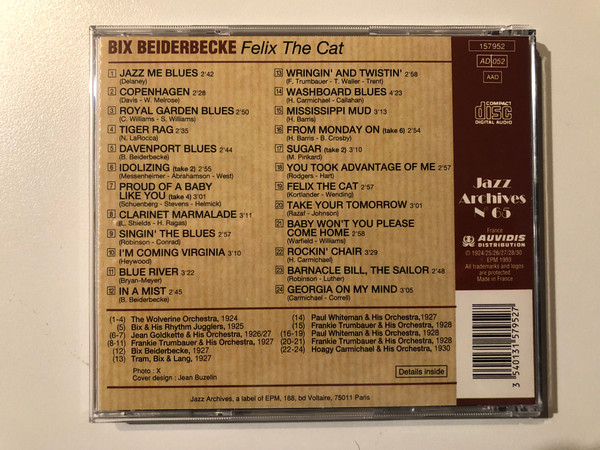 BIX BEIDERBECKE Felix The Cat
1 JAZZ ME BLUES 2'42
(Delaney)
2 COPENHAGEN 2'28
(Davis - W. Melrose)
3 ROYAL GARDEN BLUES 2'50
(C. Williams - S. Williams)
4 TIGER RAG 2'35
(N. LaRocca)
5 DAVENPORT BLUES 2'44
(B. Beiderbecke)
6 IDOLIZING (take 2) 2'55
(Messenheimer - Abrahamson - West)
7 PROUD OF A BABY
LIKE YOU (take 4) 3'01
(Schüenberg - Stevens - Helmick)
8 CLARINET MARMALADE 3'11
(L. Shields - H. Ragas)
9 SINGIN' THE BLUES 2'57
(Robinson - Conrad)
10 I'M COMING VIRGINIA 3'10
(Heywood)
11 BLUE RIVER 3'22
(Bryan-Meyer)
12 IN A MIST 2'45
(B. Beiderbecke)
13 WRINGIN' AND TWISTIN' 2'58
(F. Trumbauer - T. Waller - Trent)
14 WASHBOARD BLUES 4'23
(H. Carmichael - Callahan)
15 MISSISSIPPI MUD 3'13
(H. Barris)
16 FROM MONDAY ON (take 6) 2'54
(H. Barris - B. Crosby)
17 SUGAR (take 2) 3'10
(M. Pinkard)
18 YOU TOOK ADVANTAGE OF ME 2'57
(Rodgers - Hart)
19 FELIX THE CAT 2'57
(Kortlander - Wending)
20 TAKE YOUR TOMORROW 3'01
(Razaf - Johnson)
21 BABY WON'T YOU PLEASE
COME HOME 2'58
(Warfield - Williams)
22 ROCKIN' CHAIR 3'29
(H. Carmichael)
23 BARNACLE BILL, THE SAILOR 2'48
(Robinson - Luther)
24 GEORGIA ON MY MIND 3'05
(Carmichael - Correll)
(1-4) The Wolverine Orchestra, 1924
(5) Bix & His Rhythm Jugglers, 1925
(6-7) Jean Goldkette & His Orchestra, 1926/27
(8-11) Frankie Trumbauer & His Orchestra, 1927
(12) Bix Beiderbecke, 1927
(13) Tram, Bix & Lang, 1927
(14) Paul Whiteman & His Orchestra,1927
(15) Frankie Trumbauer & His Orchestra, 1928
(16-19) Paul Whiteman & His Orchestra, 1928
(20-21) Frankie Trumbauer & His Orchestra, 1928
(22-24) Hoagy Carmichael & His Orchestra, 1930
Photo : X
Cover design : Jean Buzelin
Details inside
Jazz Archives, a label of EPM, 188, bd Voltaire, 75011 Paris
157952
AD 052
AAD
COMPACT
disc
DIGITAL AUDIO
Jazz
Archives
N° 65
France
AUVIDIS
DISTRIBUTION
© 1924/25/26/27/28/30
EPM 1993
All trademarks and logos
are protected
Made in France
3 540131 579527